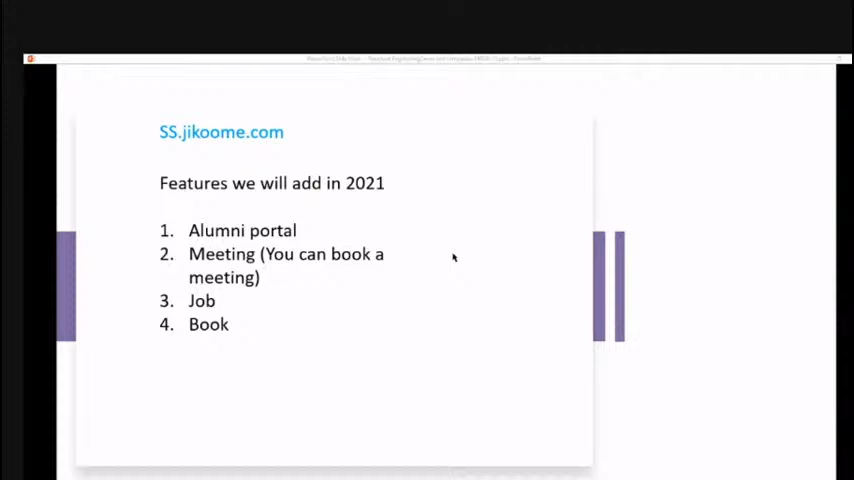 SS.jikoome.com
Features we will add in 2021
1. Alumni portal
2. Meeting (You can book a
meeting)
3. Job
4. Book